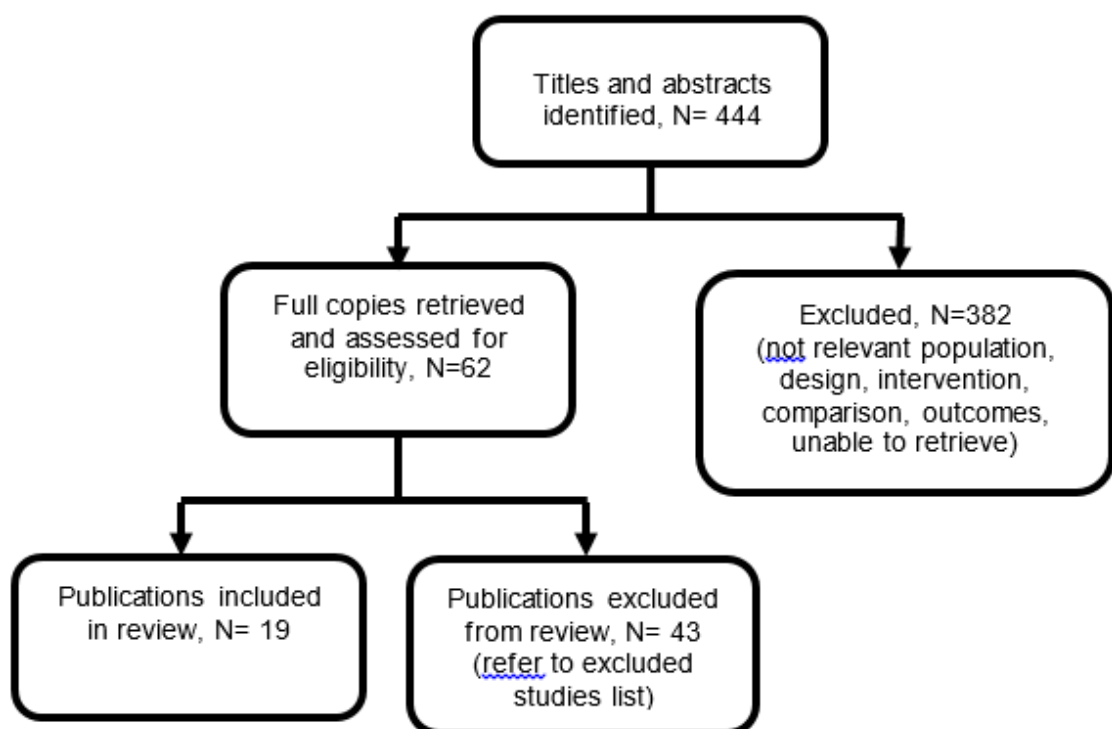 Titles and abstracts
identified, N= 444
Full copies retrieved
and assessed for
eligibility, N=62
Excluded, N=382
(not relevant population,
design, intervention,
comparison, outcomes,
unable to retrieve)
Publications included
in review, N= 19
Publications excluded
from review, N= 43
(refer to excluded
studies list)